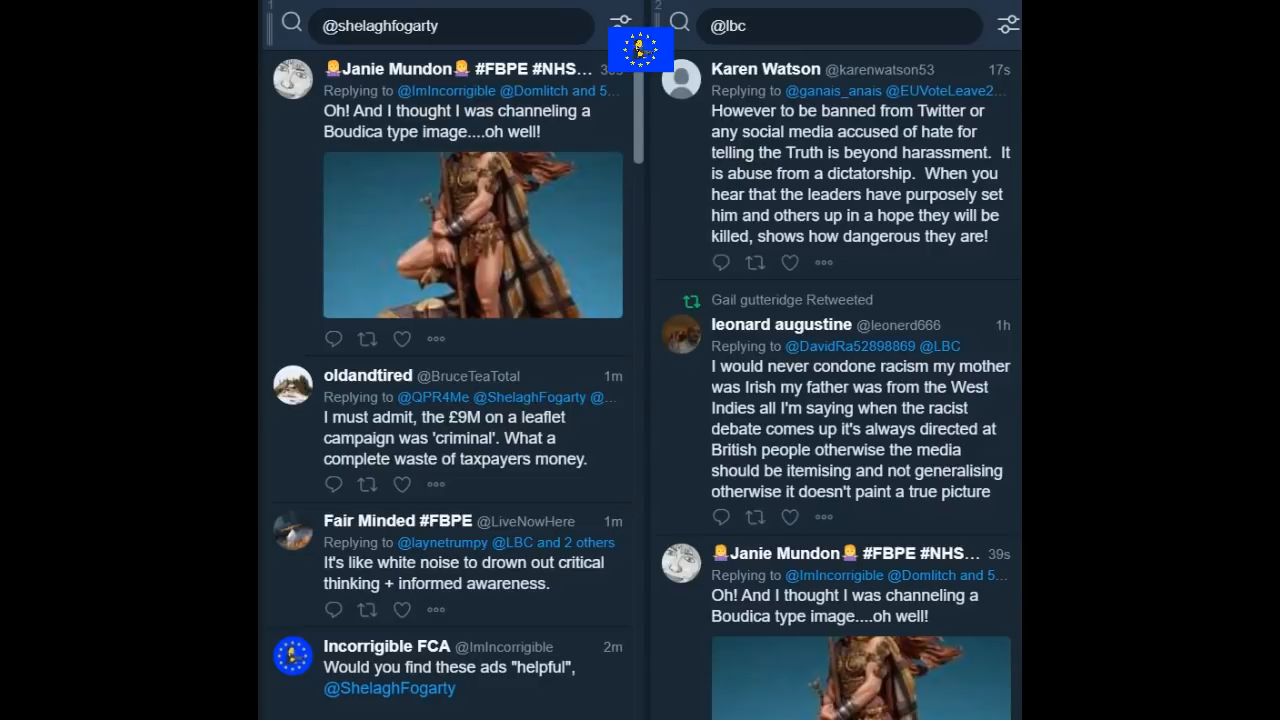 1
@shelaghfogarty
Janie Mundon #FBPE #NHS...
Replying to @ImIncorrigible @Domlitch and 5...
Oh! And I thought I was channeling a
Boudica type image....oh well!
oldandtired @BruceTeaTotal 1m
Replying to @QPR4Me @ShelaghFogarty @...
I must admit, the £9M on a leaflet
campaign was 'criminal'. What a
complete waste of taxpayers money.
Fair Minded #FBPE @LiveNowHere 1m
Replying to @laynetrumpy @LBC and 2 others
It's like white noise to drown out critical
thinking + informed awareness.
Incorrigible FCA @ImIncorrigible 2m
Would you find these ads "helpful",
@ShelaghFogarty
2
@lbc
Karen Watson @karenwatson53 17s
Replying to @ganais_anais @EUVoteLeave2...
However to be banned from Twitter or
any social media accused of hate for
telling the Truth is beyond harassment. It
is abuse from a dictatorship. When you
hear that the leaders have purposely set
him and others up in a hope they will be
killed, shows how dangerous they are!
Gail gutteridge Retweeted
leonard augustine @leonerd666 1h
Replying to @DavidRa52898869 @LBC
I would never condone racism my mother
was Irish my father was from the West
Indies all I'm saying when the racist
debate comes up it's always directed at
British people otherwise the media
should be itemising and not generalising
otherwise it doesn't paint a true picture
Janie Mundon #FBPE #NHS... 39s
Replying to @ImIncorrigible @Domlitch and 5...
Oh! And I thought I was channeling a
Boudica type image....oh well!